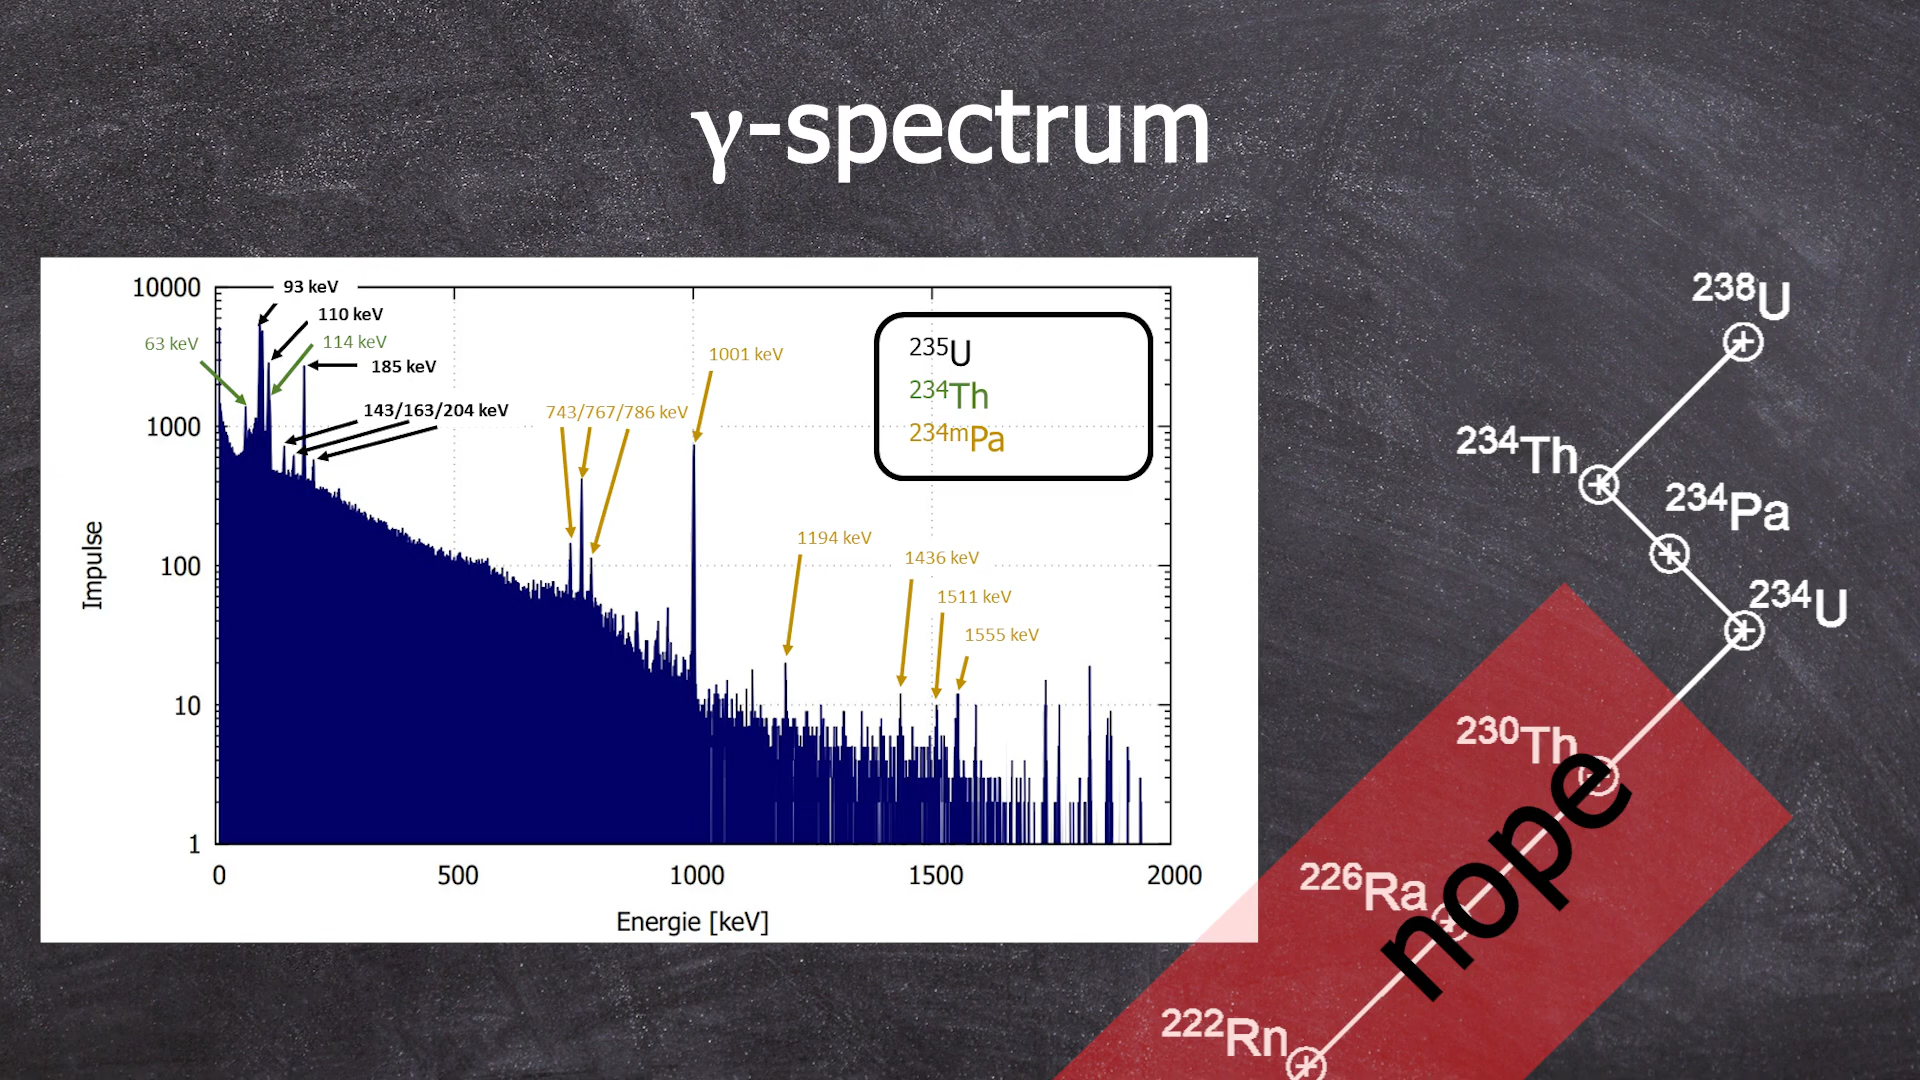 γ-spectrum
10000
1000
100
10
1
Impulse
0
500
1000
1500
2000
Energie [keV]
93 keV
110 keV
63 keV
114 keV
185 keV
143/163/204 keV
743/767/786 keV
1001 keV
1194 keV
1436 keV
1511 keV
1555 keV
²³⁵U
²³⁴Th
²³⁴ᵐPa
²³⁸U
²³⁴Th
²³⁴Pa
²³⁴U
²³⁰Th
²²⁶Ra
²²²Rn
nope